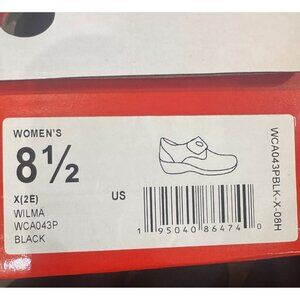 WOMEN'S
8½
X(2E)
US
WILMA
WCA043P
BLACK
1 95040 86474 0
WCA043PBLK-X-08H